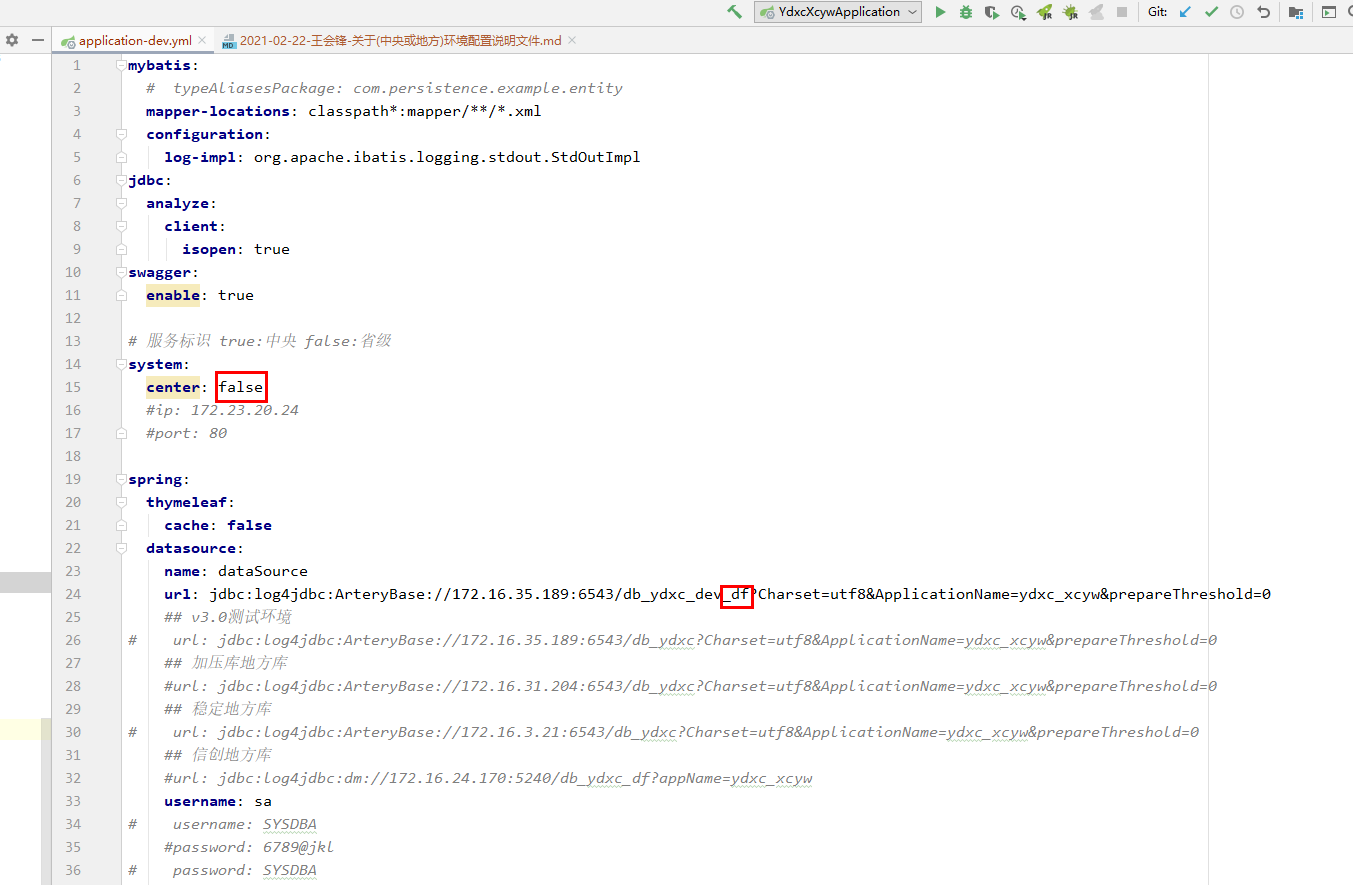 YdxcXcywApplication
Git:
application-dev.yml
MD 2021-02-22-王会锋-关于(中央或地方)环境配置说明文件.md
1 mybatis:
2 # typeAliasesPackage: com.persistence.example.entity
3 mapper-locations: classpath*:mapper/**/*.xml
4 configuration:
5 log-impl: org.apache.ibatis.logging.stdout.StdOutImpl
6 jdbc:
7 analyze:
8 client:
9 isopen: true
10 swagger:
11 enable: true
12
13 # 服务标识 true:中央 false:省级
14 system:
15 center: false
16 #ip: 172.23.20.24
17 #port: 80
18
19 spring:
20 thymeleaf:
21 cache: false
22 datasource:
23 name: dataSource
24 url: jdbc:log4jdbc:ArteryBase://172.16.35.189:6543/db_ydxc_dev_df?Charset=utf8&ApplicationName=ydxc_xcyw&prepareThreshold=0
25 ## v3.0测试环境
26 # url: jdbc:log4jdbc:ArteryBase://172.16.35.189:6543/db_ydxc?Charset=utf8&ApplicationName=ydxc_xcyw&prepareThreshold=0
27 ## 加压库地方库
28 #url: jdbc:log4jdbc:ArteryBase://172.16.31.204:6543/db_ydxc?Charset=utf8&ApplicationName=ydxc_xcyw&prepareThreshold=0
29 ## 稳定地方库
30 # url: jdbc:log4jdbc:ArteryBase://172.16.3.21:6543/db_ydxc?Charset=utf8&ApplicationName=ydxc_xcyw&prepareThreshold=0
31 ## 信创地方库
32 #url: jdbc:log4jdbc:dm://172.16.24.170:5240/db_ydxc_df?appName=ydxc_xcyw
33 username: sa
34 # username: SYSDBA
35 #password: 6789@jkl
36 # password: SYSDBA